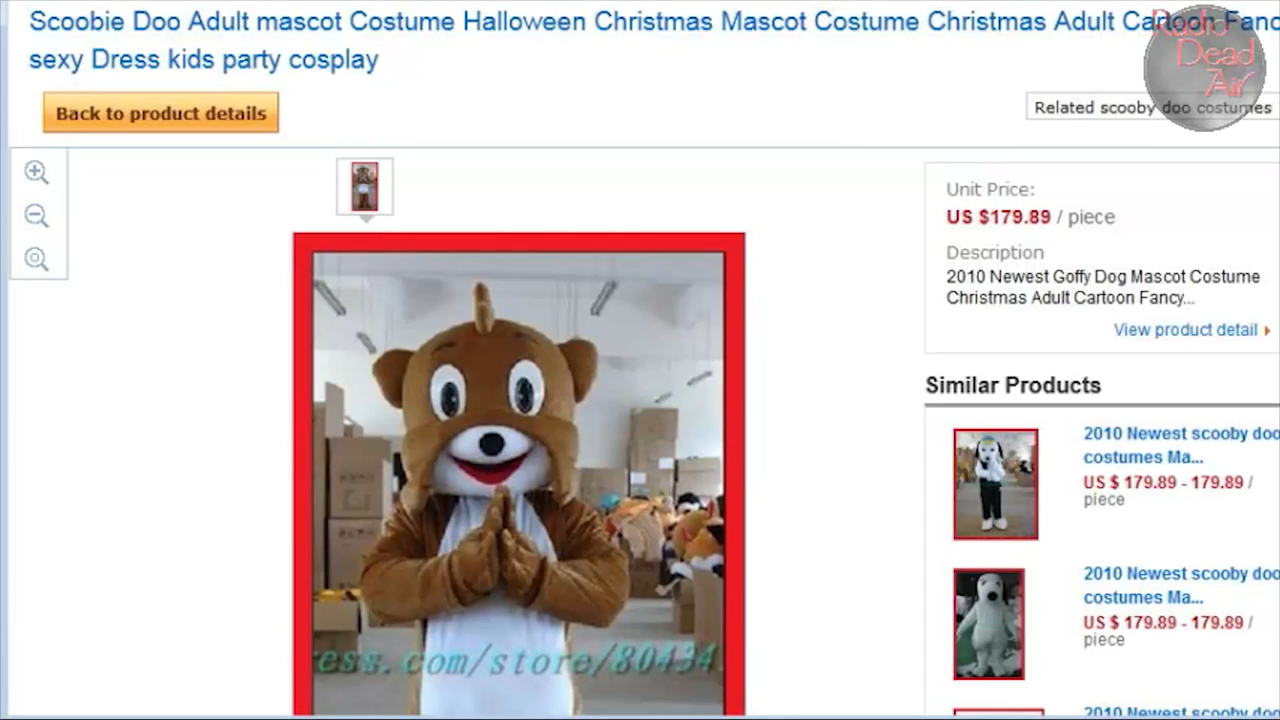 Scoobie Doo Adult mascot Costume Halloween Christmas Mascot Costume Christmas Adult Cartoon Fanc
sexy Dress kids party cosplay
Radio
Dead
Air
Back to product details
Related scooby doo costumes
Unit Price:
US $179.89 / piece
Description
2010 Newest Goffy Dog Mascot Costume
Christmas Adult Cartoon Fancy...
View product detail
Similar Products
2010 Newest scooby doo
costumes Ma...
US $ 179.89 - 179.89 /
piece
2010 Newest scooby doo
costumes Ma...
US $ 179.89 - 179.89 /
piece
2010 Newest scooby doo
ress.com/store/80434